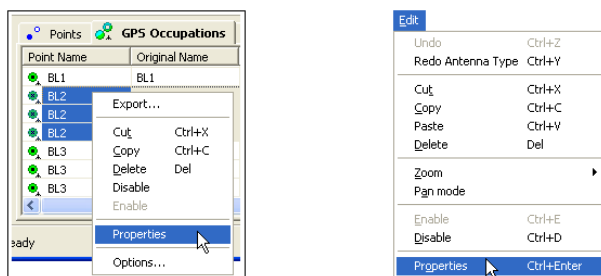 Points GPS Occupations
Point Name Original Name
BL1 BL1
BL2
BL2
BL2
BL3
BL3
BL3
eady
Export...
Cut Ctrl+X
Copy Ctrl+C
Delete Del
Disable
Enable
Properties
Options...
Edit
Undo Ctrl+Z
Redo Antenna Type Ctrl+Y
Cut Ctrl+X
Copy Ctrl+C
Paste Ctrl+V
Delete Del
Zoom
Pan mode
Enable Ctrl+E
Disable Ctrl+D
Properties Ctrl+Enter